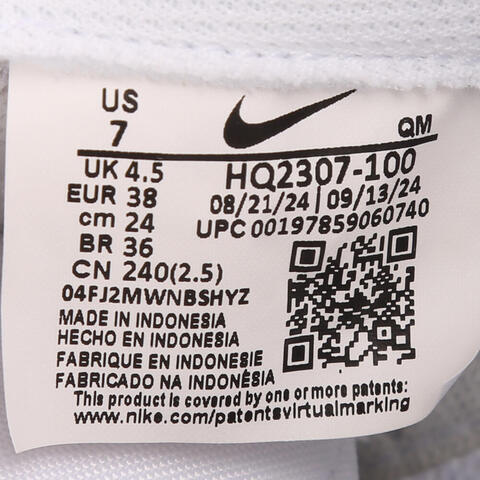 US
7
QM
UK 4.5
EUR 38
cm 24
BR 36
CN 240(2.5)
HQ2307-100
08/21/24 | 09/13/24
UPC 00197859060740
04FJ2MWNBSHYZ
MADE IN INDONESIA
HECHO EN INDONESIA
FABRIQUE EN INDONESIE
FABRICADO NA INDONÉSIA
This product is covered by one or more patents:
www.nike.com/patentsvirtualmarking